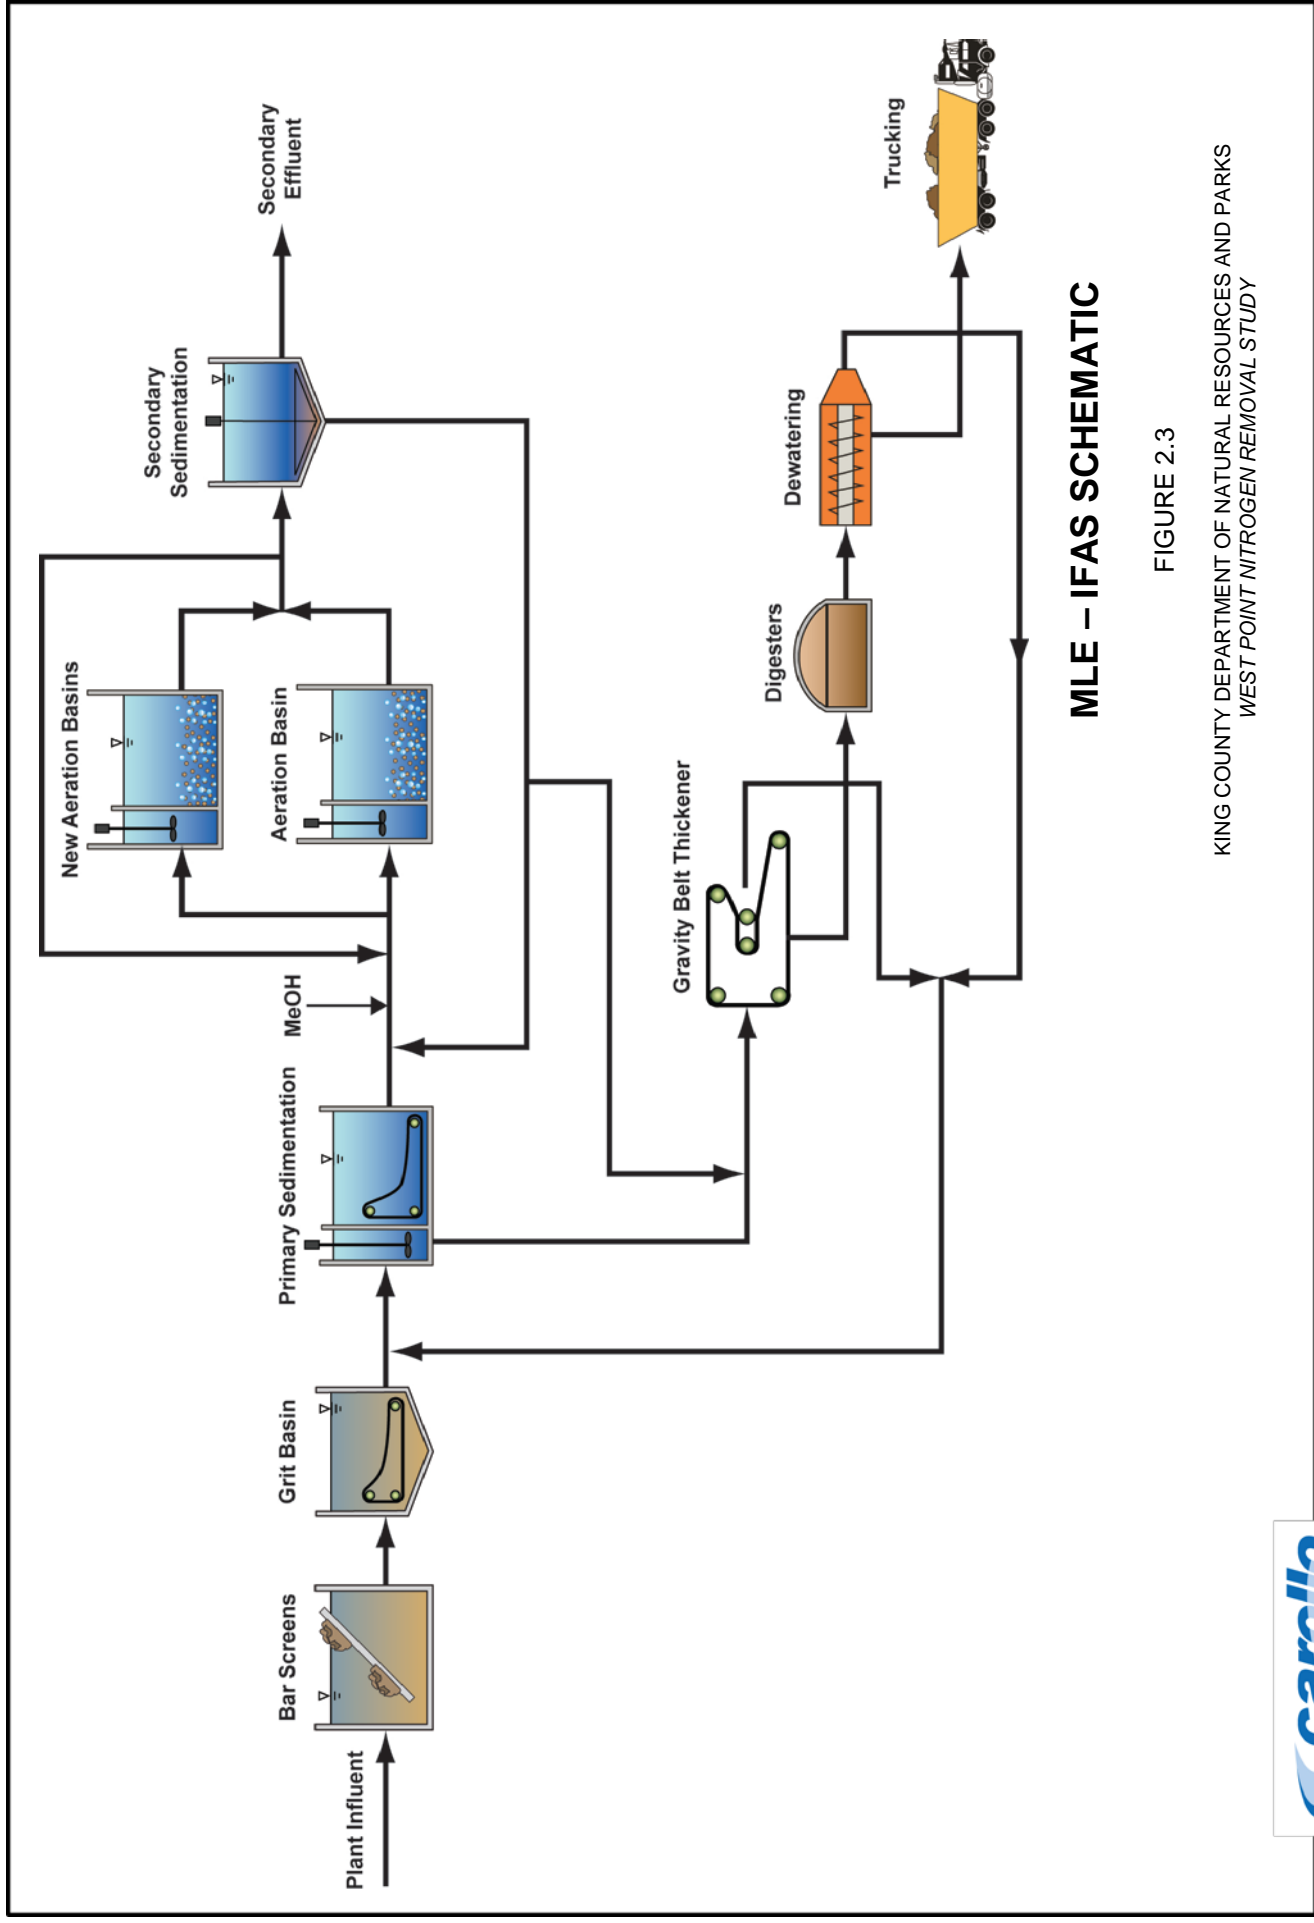 Plant Influent
Bar Screens
Grit Basin
Primary Sedimentation
MeOH
New Aeration Basins
Aeration Basin
Secondary
Sedimentation
Secondary
Effluent
Gravity Belt Thickener
Digesters
Dewatering
Trucking
MLE – IFAS SCHEMATIC
FIGURE 2.3
KING COUNTY DEPARTMENT OF NATURAL RESOURCES AND PARKS
WEST POINT NITROGEN REMOVAL STUDY